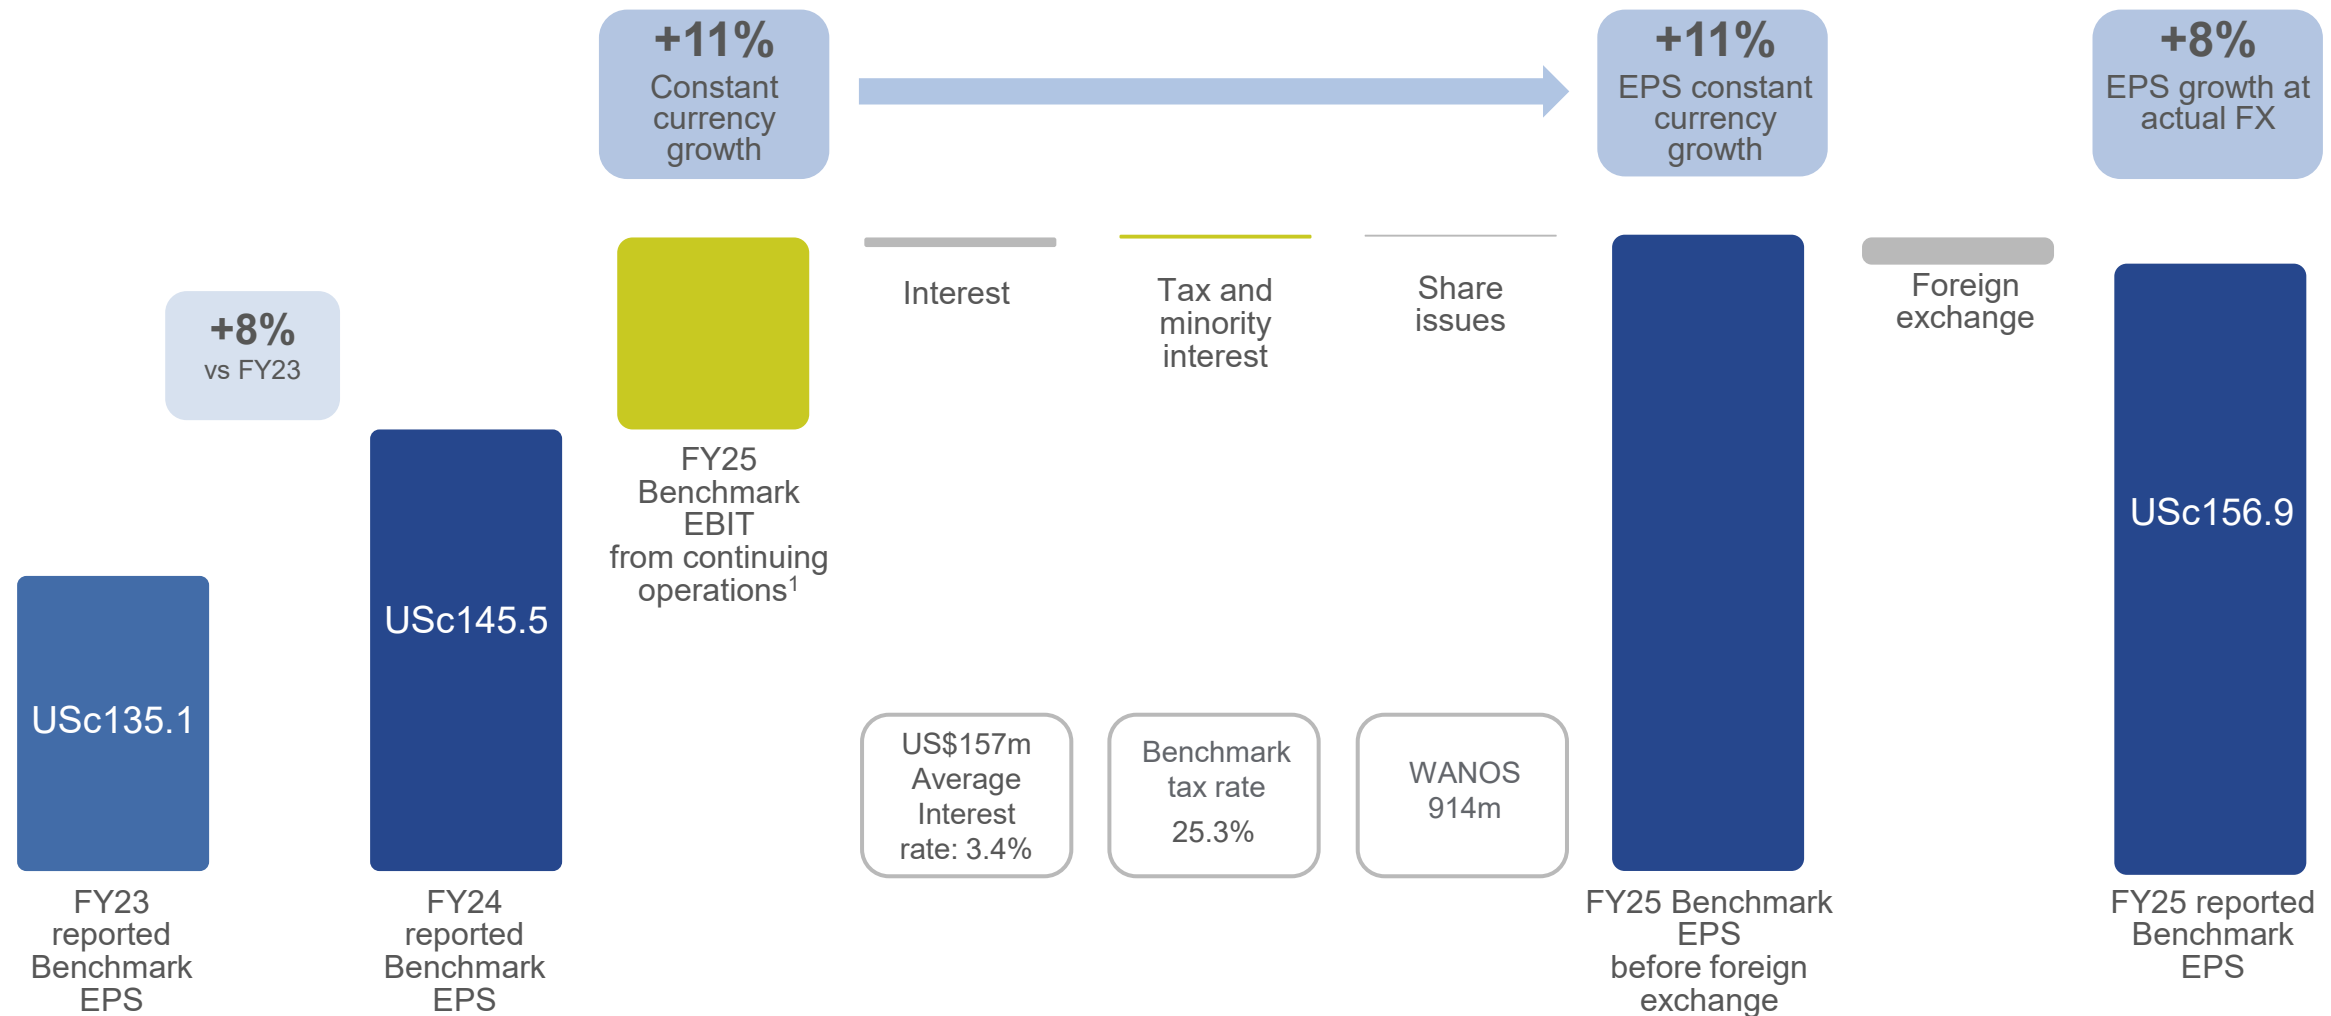 +11%
Constant
currency
growth
+11%
EPS constant
currency
growth
+8%
EPS growth at
actual FX
+8%
vs FY23
Interest
Tax and
minority
interest
Share
issues
Foreign
exchange
FY25
Benchmark
EBIT
from continuing
operations¹
USc135.1
USc145.5
USc156.9
US$157m
Average
Interest
rate: 3.4%
Benchmark
tax rate
25.3%
WANOS
914m
FY23
reported
Benchmark
EPS
FY24
reported
Benchmark
EPS
FY25 Benchmark
EPS
before foreign
exchange
FY25 reported
Benchmark
EPS